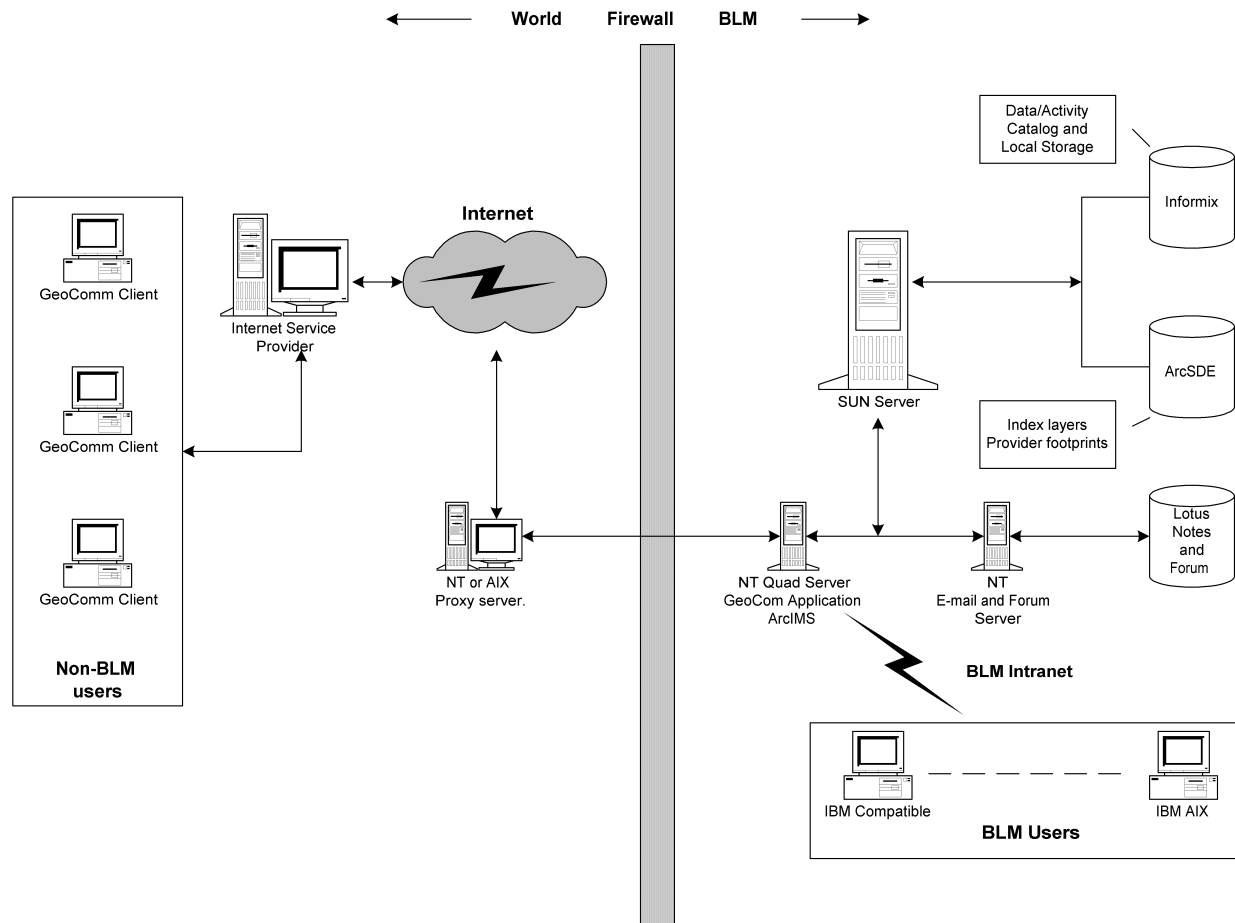 World Firewall BLM
Data/Activity
Catalog and
Local Storage
Informix
Internet
GeoComm Client
Internet Service
Provider
ArcSDE
SUN Server
Index layers
Provider footprints
GeoComm Client
Lotus
Notes
and
Forum
NT or AIX
Proxy server.
NT Quad Server
GeoCom Application
ArcIMS
NT
E-mail and Forum
Server
GeoComm Client
Non-BLM
users
BLM Intranet
IBM Compatible
IBM AIX
BLM Users